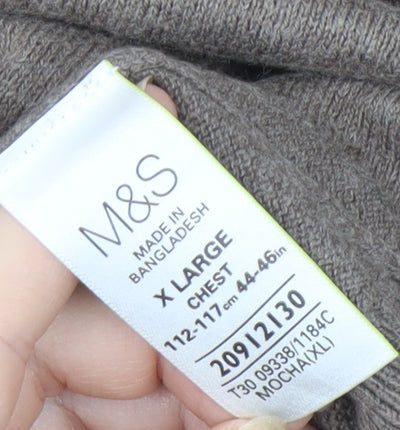 M&S
MADE IN
BANGLADESH
X LARGE
CHEST
112-117cm 44-46in
20912130
T30 09338/1184C
MOCHA(XL)